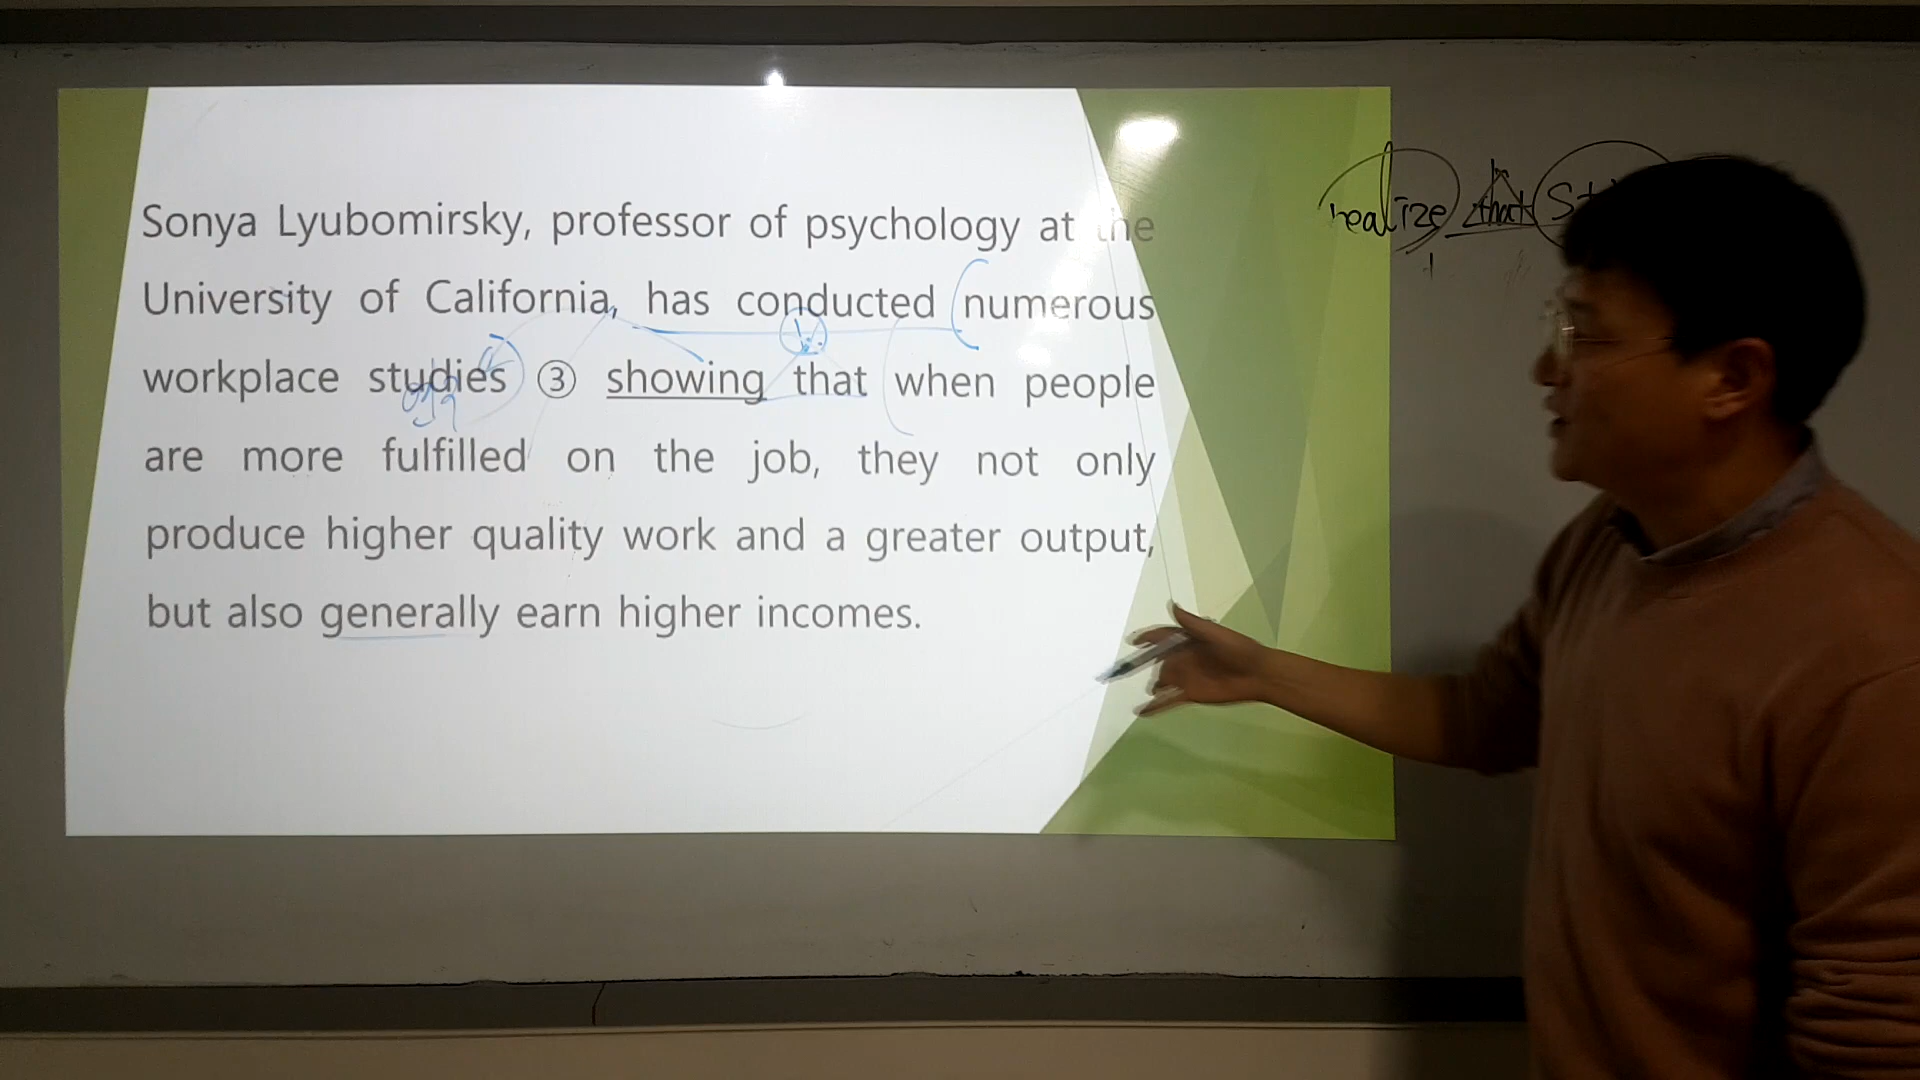 Sonya Lyubomirsky, professor of psychology at the
University of California, has conducted numerous
workplace studies ③ showing that when people
are more fulfilled on the job, they not only
produce higher quality work and a greater output,
but also generally earn higher incomes.
realize that